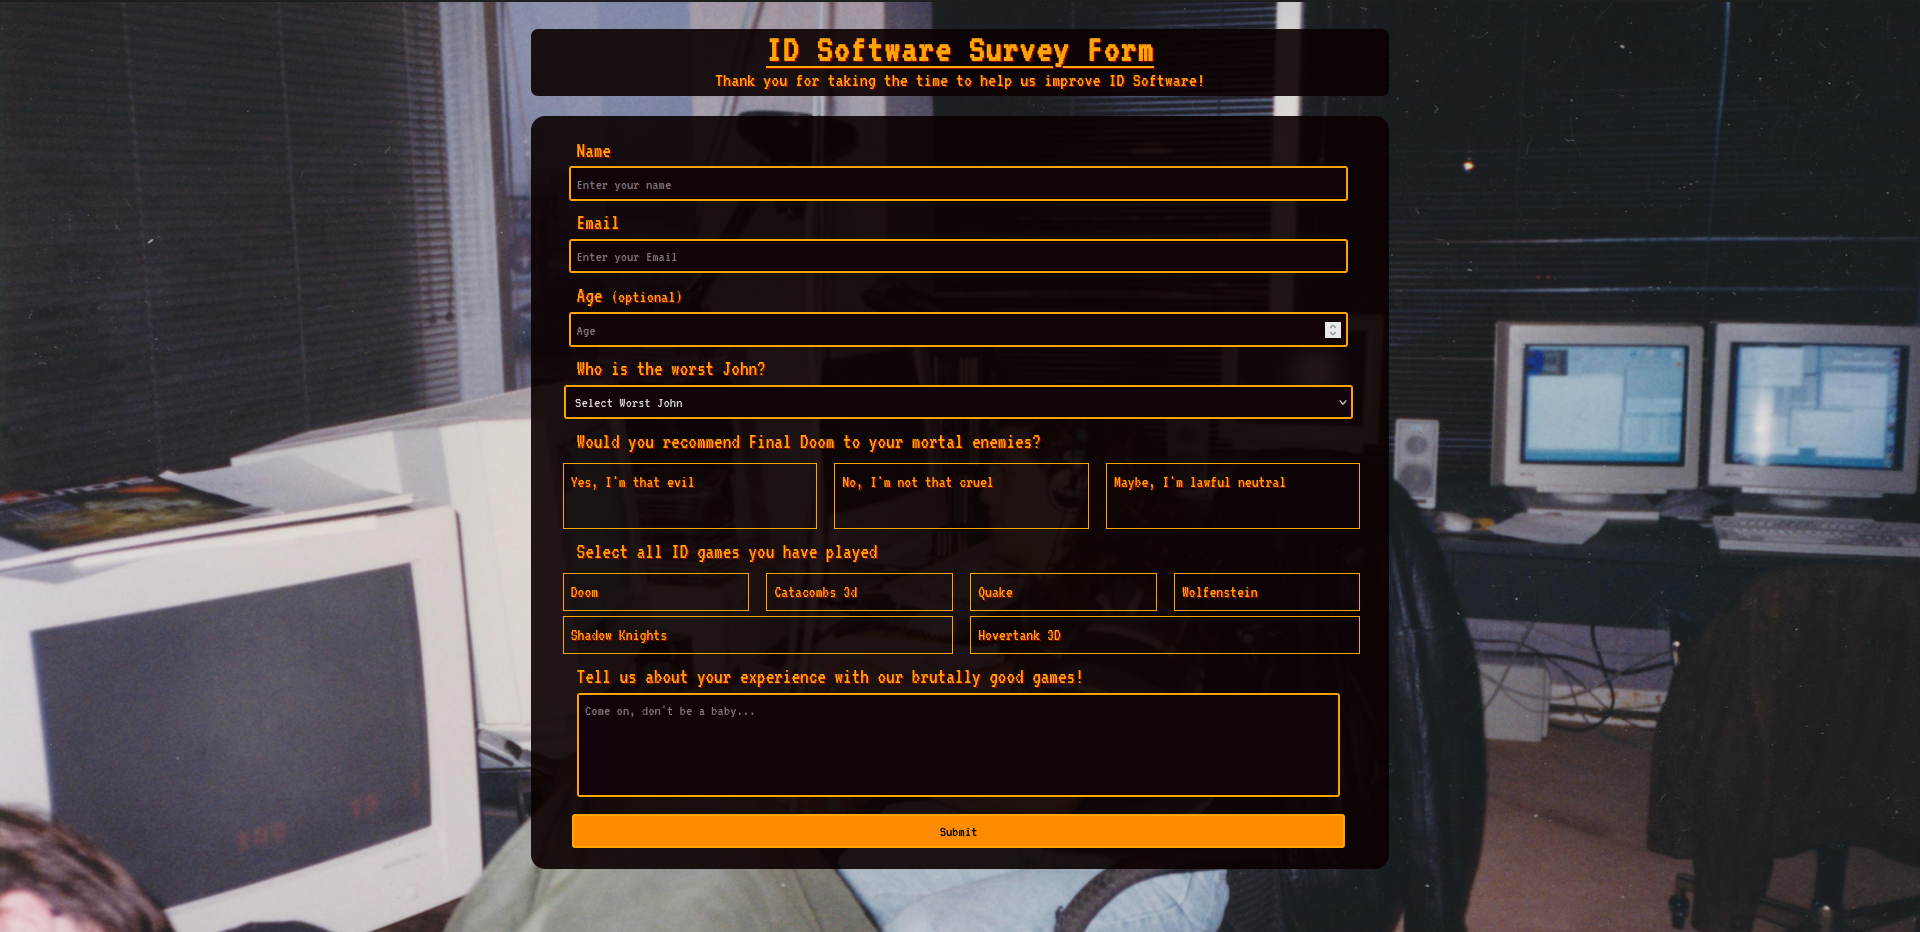 ID Software Survey Form
Thank you for taking the time to help us improve ID Software!
Name
Enter your name
Email
Enter your Email
Age (optional)
Age
Who is the worst John?
Select Worst John
Would you recommend Final Doom to your mortal enemies?
Yes, I'm that evil
No, I'm not that cruel
Maybe, I'm lawful neutral
Select all ID games you have played
Doom
Catacombs 3d
Quake
Wolfenstein
Shadow Knights
Hovertank 3D
Tell us about your experience with our brutally good games!
Come on, don't be a baby...
Submit